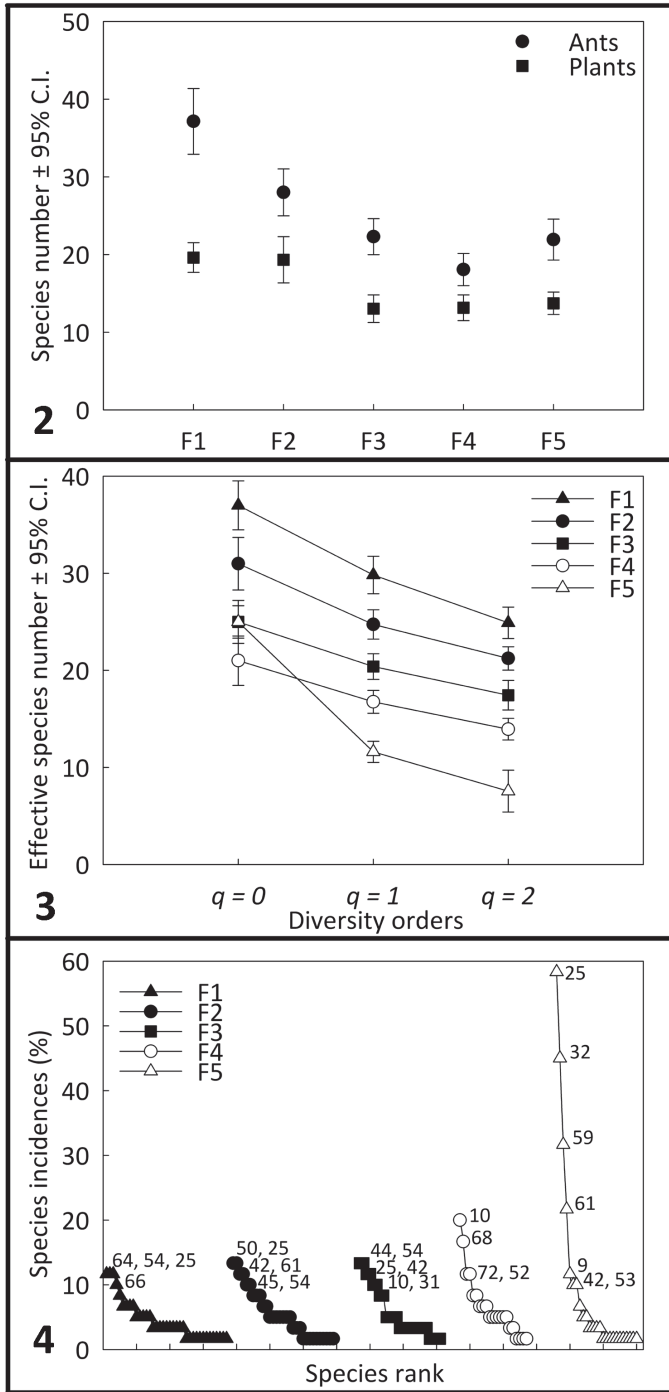 50
40
30
20
10
0
Species number ± 95% C.I.
Ants
Plants
F1 F2 F3 F4 F5
2
40
30
20
10
0
Effective species number ± 95% C.I.
F1
F2
F3
F4
F5
q = 0 q = 1 q = 2
Diversity orders
3
60
50
40
30
20
10
0
Species incidences (%)
F1
F2
F3
F4
F5
64, 54, 25
66
50, 25
42, 61
45, 54
44, 54
25, 42
10, 31
10
68
72, 52
25
32
59
61
9
42, 53
Species rank
4